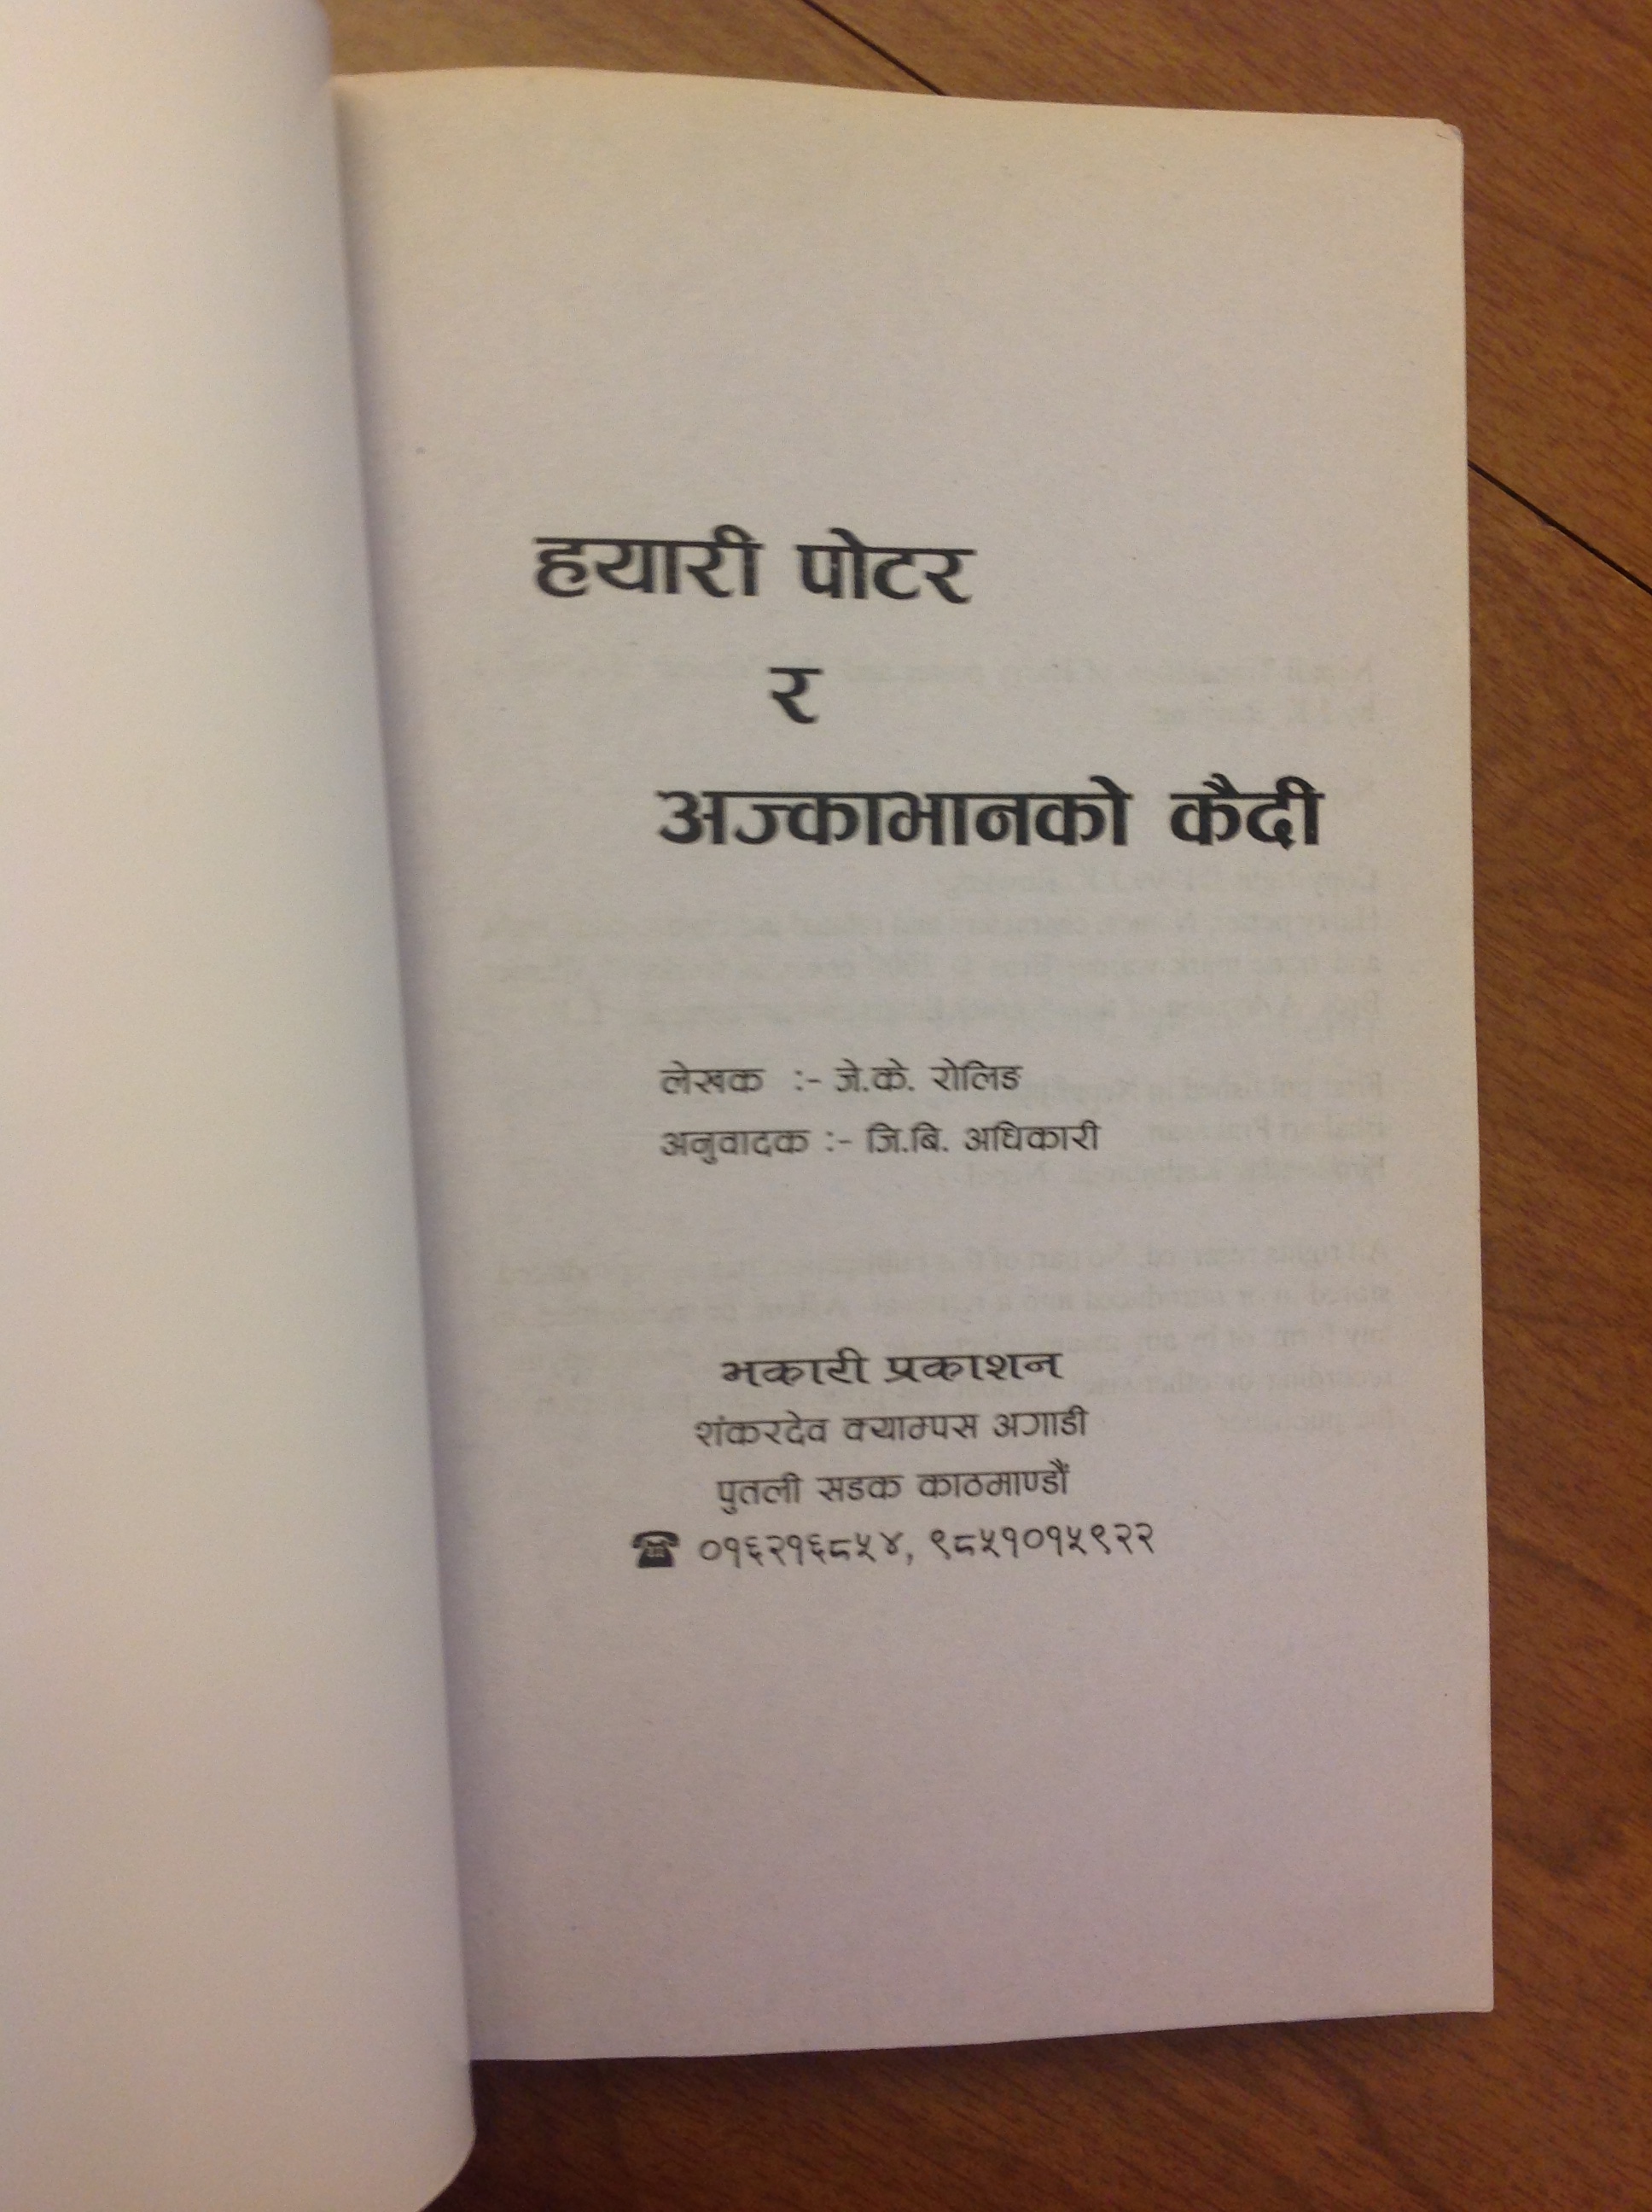 हयारी पोटर
र
अज्काभानको कैदी
लेखक :- जे.के. रोलिङ
अनुवादक :- जि.बि. अधिकारी
भकारी प्रकाशन
शंकरदेव क्याम्पस अगाडी
पुतली सडक काठमाण्डौं
☎ ०१६२१६८५४, ९८५१०१५९२२